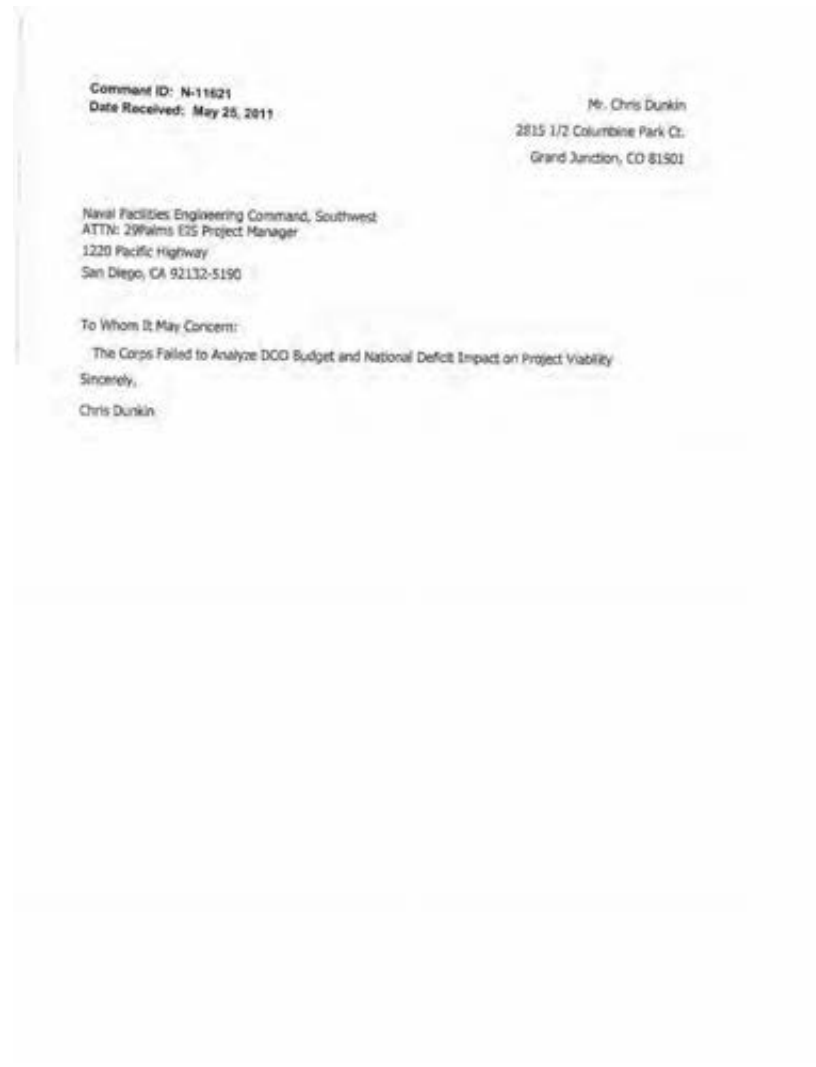 Comment ID: N-11621
Date Received: May 25, 2011
Mr. Chris Dunkin
2815 1/2 Columbine Park Ct.
Grand Junction, CO 81501
Naval Facilities Engineering Command, Southwest
ATTN: 29Palms EIS Project Manager
1220 Pacific Highway
San Diego, CA 92132-5190
To Whom It May Concern:
The Corps Failed to Analyze DOD Budget and National Deficit Impact on Project Viability
Sincerely,
Chris Dunkin